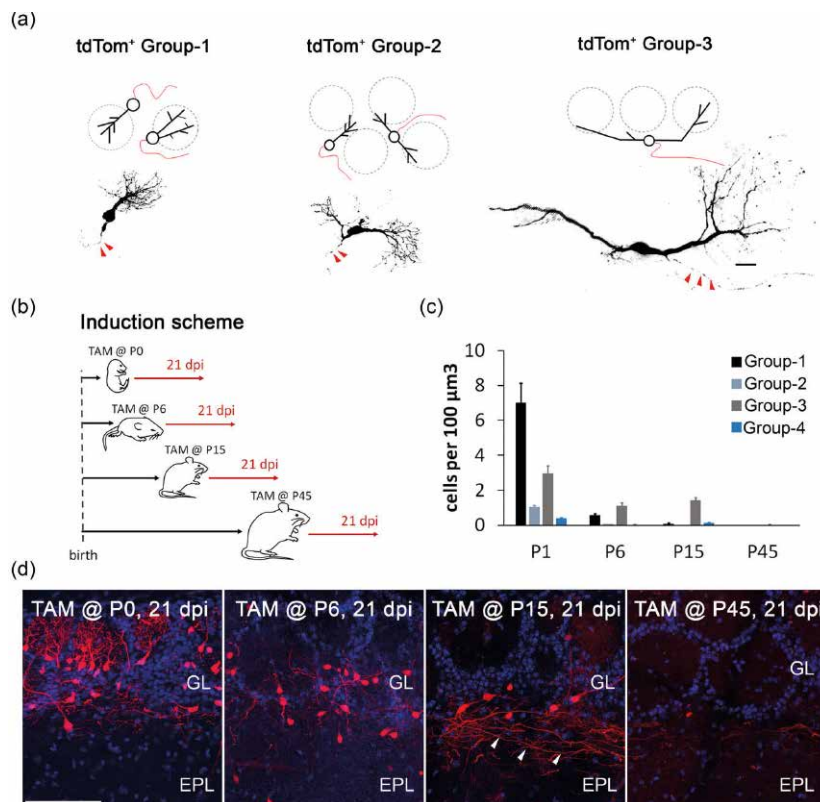 (a)
tdTom⁺ Group-1 tdTom⁺ Group-2 tdTom⁺ Group-3
(b)
Induction scheme
TAM @ P0
21 dpi
TAM @ P6
21 dpi
TAM @ P15
21 dpi
TAM @ P45
21 dpi
birth
(c)
cells per 100 µm3
10
8
6
4
2
0
P1 P6 P15 P45
Group-1
Group-2
Group-3
Group-4
(d)
TAM @ P0, 21 dpi TAM @ P6, 21 dpi TAM @ P15, 21 dpi TAM @ P45, 21 dpi
GL GL GL GL
EPL EPL EPL EPL